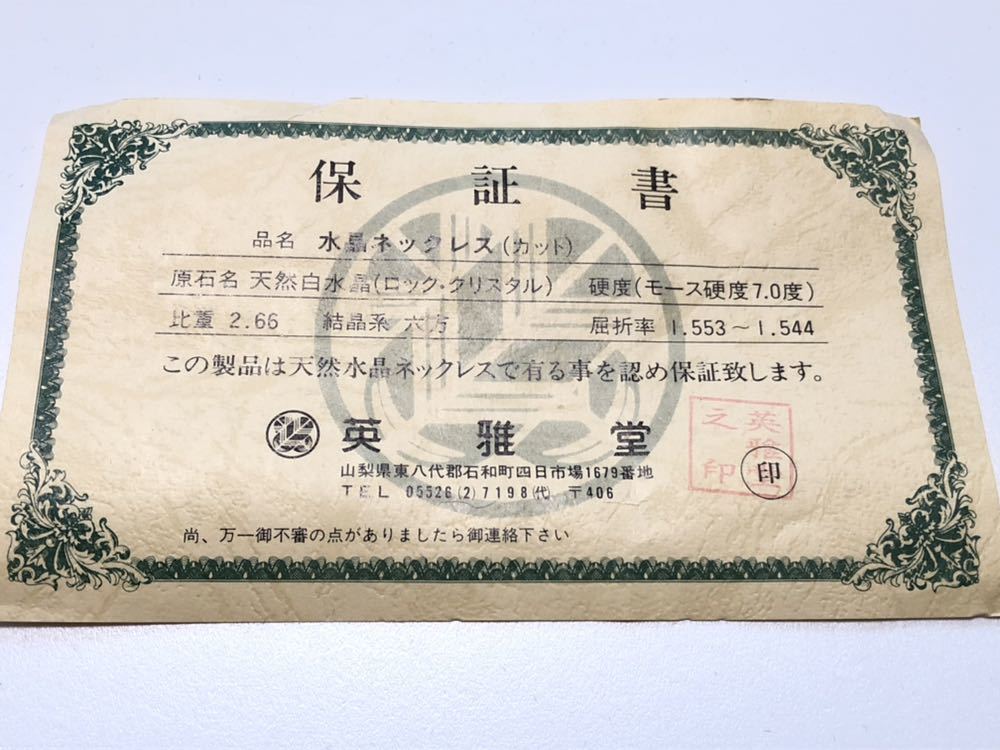 保証書
品名 水晶ネックレス(カット)
原石名 天然白水晶(ロック・クリスタル) 硬度(モース硬度7.0度)
比重 2.66 結晶系 六方 屈折率 1.553～1.544
この製品は天然水晶ネックレスで有る事を認め保証致します。
英雅堂
山梨県東八代郡石和町四日市場1679番地
TEL 05526(2)7198(代) 〒406
英雅堂之印
印
尚、万一御不審の点がありましたら御連絡下さい